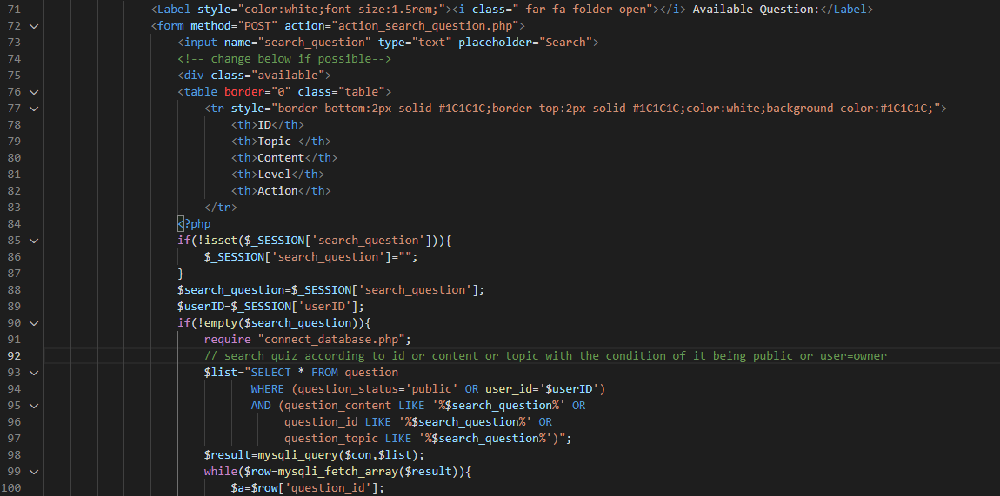 71 <Label style="color:white;font-size:1.5rem;"><i class=" far fa-folder-open"></i> Available Question:</Label>
72 <form method="POST" action="action_search_question.php">
73 <input name="search_question" type="text" placeholder="Search">
74 <!-- change below if possible-->
75 <div class="available">
76 <table border="0" class="table">
77 <tr style="border-bottom:2px solid #1C1C1C;border-top:2px solid #1C1C1C;color:white;background-color:#1C1C1C;">
78 <th>ID</th>
79 <th>Topic </th>
80 <th>Content</th>
81 <th>Level</th>
82 <th>Action</th>
83 </tr>
84 <?php
85 if(!isset($_SESSION['search_question'])){
86 $_SESSION['search_question']="";
87 }
88 $search_question=$_SESSION['search_question'];
89 $userID=$_SESSION['userID'];
90 if(!empty($search_question)){
91 require "connect_database.php";
92 // search quiz according to id or content or topic with the condition of it being public or user=owner
93 $list="SELECT * FROM question
94 WHERE (question_status='public' OR user_id='$userID')
95 AND (question_content LIKE '%$search_question%' OR
96 question_id LIKE '%$search_question%' OR
97 question_topic LIKE '%$search_question%')";
98 $result=mysqli_query($con,$list);
99 while($row=mysqli_fetch_array($result)){
100 $a=$row['question_id'];